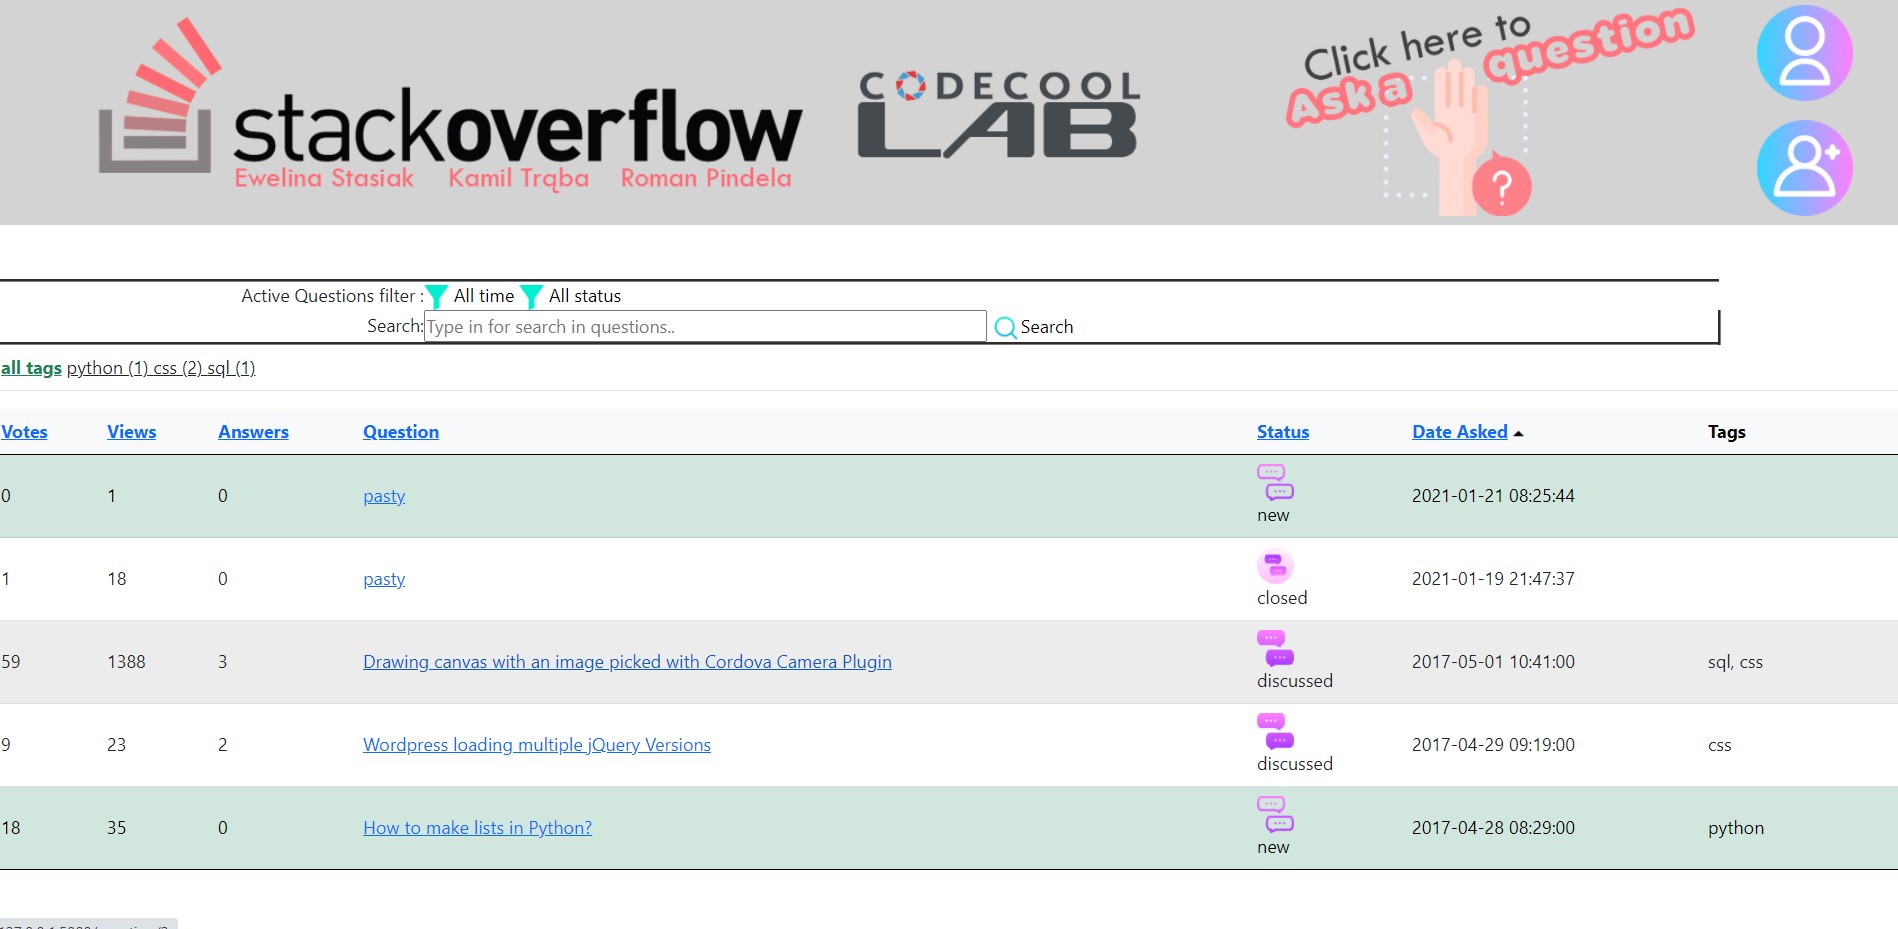 Click here to
Ask a question
CODECOOL
LAB
stackoverflow
Ewelina Stasiak Kamil Trąba Roman Pindela
?
Active Questions filter : All time All status
Search: Type in for search in questions.. Search
all tags python (1) css (2) sql (1)
Votes Views Answers Question Status Date Asked Tags
0 1 0 pasty new 2021-01-21 08:25:44
1 18 0 pasty closed 2021-01-19 21:47:37
59 1388 3 Drawing canvas with an image picked with Cordova Camera Plugin discussed 2017-05-01 10:41:00 sql, css
9 23 2 Wordpress loading multiple jQuery Versions discussed 2017-04-29 09:19:00 css
18 35 0 How to make lists in Python? new 2017-04-28 08:29:00 python